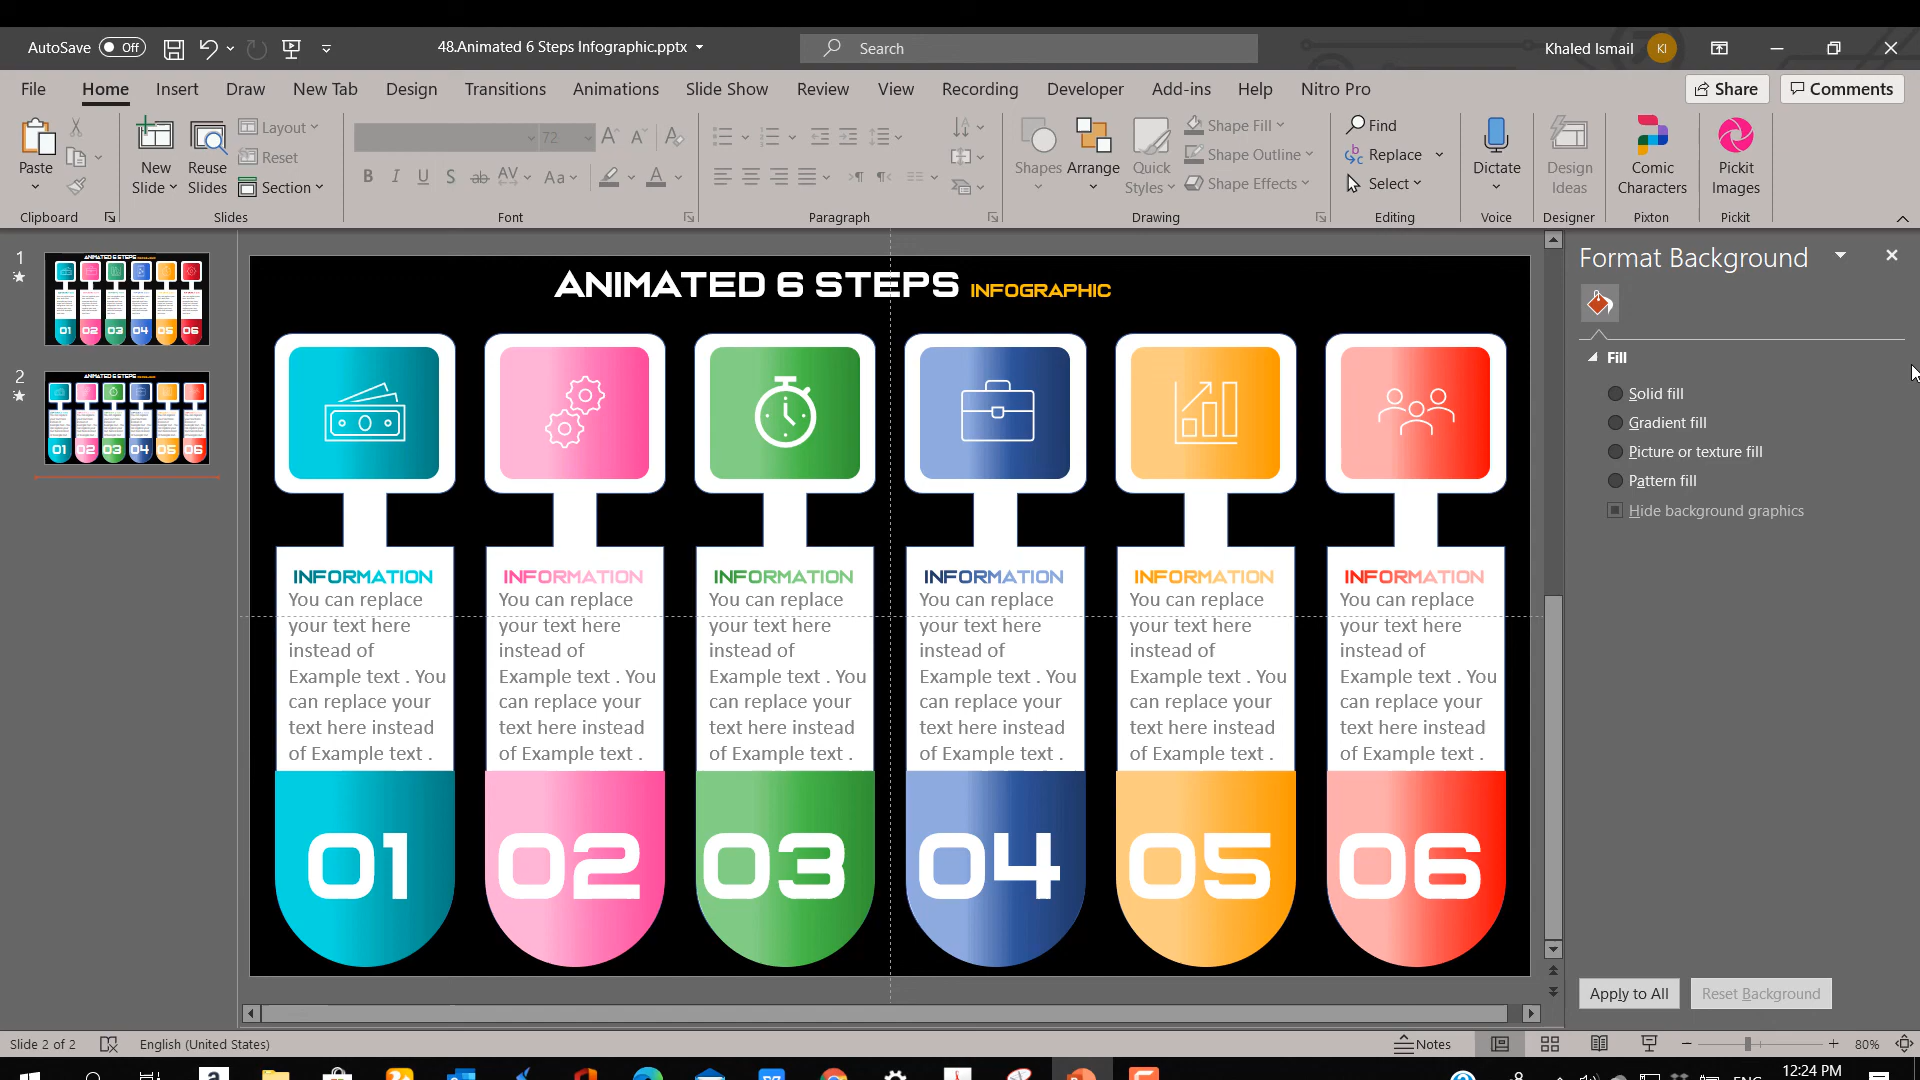 AutoSave Off 48.Animated 6 Steps Infographic.pptx Search Khaled Ismail KI
File Home Insert Draw New Tab Design Transitions Animations Slide Show Review View Recording Developer Add-ins Help Nitro Pro Share Comments
Paste
Clipboard
New Slide
Reuse Slides
Layout
Reset
Section
Slides
72
B I U S ab AV Aa A
Font
Paragraph
Shapes
Arrange
Quick Styles
Shape Fill
Shape Outline
Shape Effects
Drawing
Find
Replace
Select
Editing
Dictate
Voice
Design Ideas
Designer
Comic Characters
Pixton
Pickit Images
Pickit
1
2
ANIMATED 6 STEPS INFOGRAPHIC
INFORMATION
You can replace
your text here
instead of
Example text . You
can replace your
text here instead
of Example text .
01
INFORMATION
You can replace
your text here
instead of
Example text . You
can replace your
text here instead
of Example text .
02
INFORMATION
You can replace
your text here
instead of
Example text . You
can replace your
text here instead
of Example text .
03
INFORMATION
You can replace
your text here
instead of
Example text . You
can replace your
text here instead
of Example text .
04
INFORMATION
You can replace
your text here
instead of
Example text . You
can replace your
text here instead
of Example text .
05
INFORMATION
You can replace
your text here
instead of
Example text . You
can replace your
text here instead
of Example text .
06
Format Background
Fill
Solid fill
Gradient fill
Picture or texture fill
Pattern fill
Hide background graphics
Apply to All Reset Background
Slide 2 of 2 English (United States) Notes 80%
12:24 PM